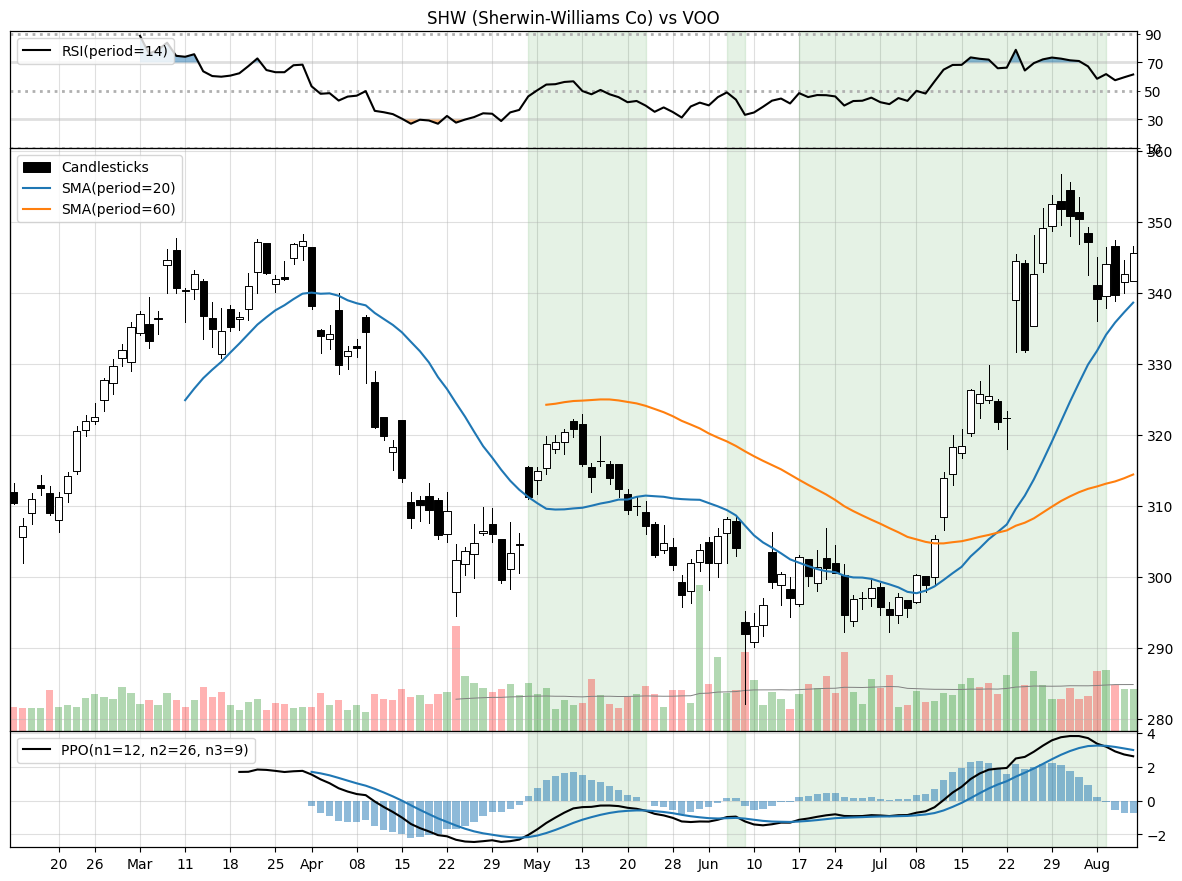 SHW (Sherwin-Williams Co) vs VOO
RSI(period=14)
90
70
50
30
10
Candlesticks
SMA(period=20)
SMA(period=60)
360
350
340
330
320
310
300
290
280
PPO(n1=12, n2=26, n3=9)
4
2
0
−2
20 26 Mar 11 18 25 Apr 08 15 22 29 May 13 20 28 Jun 10 17 24 Jul 08 15 22 29 Aug